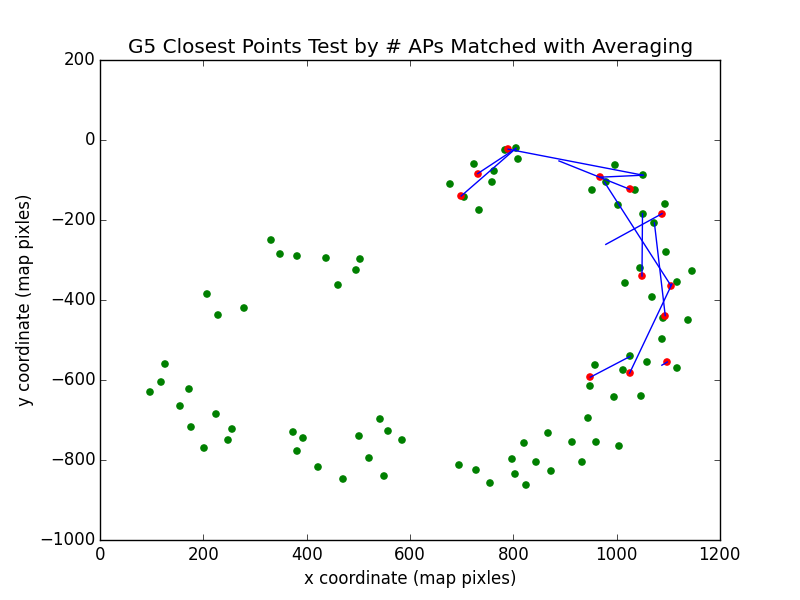 G5 Closest Points Test by # APs Matched with Averaging
200
0
−200
−400
−600
−800
−1000
y coordinate (map pixles)
0 200 400 600 800 1000 1200
x coordinate (map pixles)